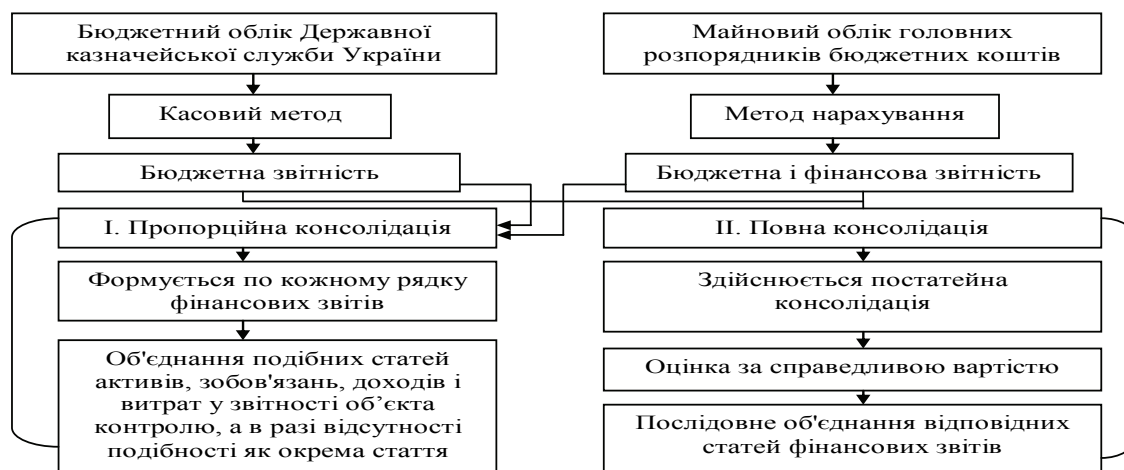 Бюджетний облік Державної
казначейської служби України
Майновий облік головних
розпорядників бюджетних коштів
Касовий метод
Метод нарахування
Бюджетна звітність
Бюджетна і фінансова звітність
І. Пропорційна консолідація
ІІ. Повна консолідація
Формується по кожному рядку
фінансових звітів
Здійснюється постатейна
консолідація
Об'єднання подібних статей
активів, зобов'язань, доходів і
витрат у звітності об’єкта
контролю, а в разі відсутності
подібності як окрема стаття
Оцінка за справедливою вартістю
Послідовне об'єднання відповідних
статей фінансових звітів